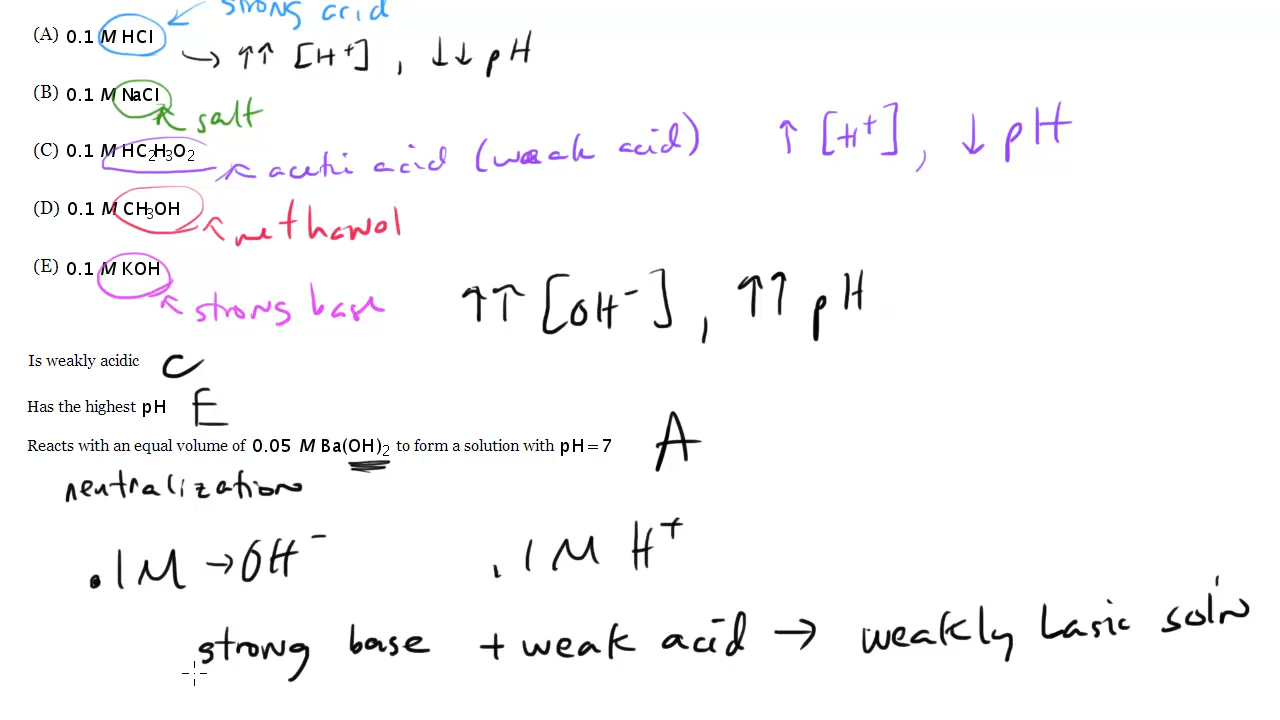 strong acid
(A) 0.1 M HCl
→ ↑↑ [H⁺], ↓↓ pH
(B) 0.1 M NaCl
salt
(C) 0.1 M HC₂H₃O₂
acetic acid (weak acid) ↑ [H⁺], ↓ pH
(D) 0.1 M CH₃OH
methanol
(E) 0.1 M KOH
strong base ↑↑ [OH⁻], ↑↑ pH
Is weakly acidic C
Has the highest pH E
Reacts with an equal volume of 0.05 M Ba(OH)₂ to form a solution with pH = 7 A
neutralization
.1M → OH⁻ .1M H⁺
strong base + weak acid → weakly basic sol'n